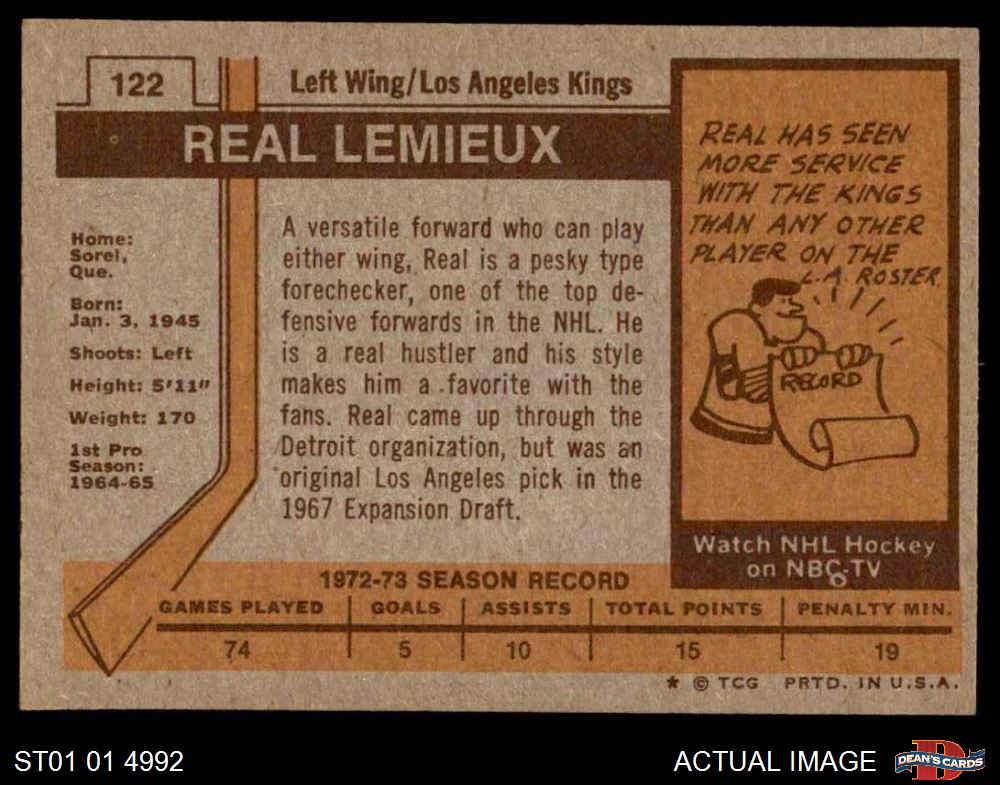 122
Left Wing/Los Angeles Kings
REAL LEMIEUX
Home:
Sorel,
Que.
Born:
Jan. 3, 1945
Shoots: Left
Height: 5'11"
Weight: 170
1st Pro
Season:
1964-65
A versatile forward who can play
either wing, Real is a pesky type
forechecker, one of the top de-
fensive forwards in the NHL. He
is a real hustler and his style
makes him a favorite with the
fans. Real came up through the
Detroit organization, but was an
original Los Angeles pick in the
1967 Expansion Draft.
REAL HAS SEEN
MORE SERVICE
WITH THE KINGS
THAN ANY OTHER
PLAYER ON THE
L.A. ROSTER
RECORD
Watch NHL Hockey
on NBC-TV
1972-73 SEASON RECORD
GAMES PLAYED GOALS ASSISTS TOTAL POINTS PENALTY MIN.
74 5 10 15 19
* © TCG PRTD. IN U.S.A.
ST01 01 4992
ACTUAL IMAGE
D
DEAN'S CARDS